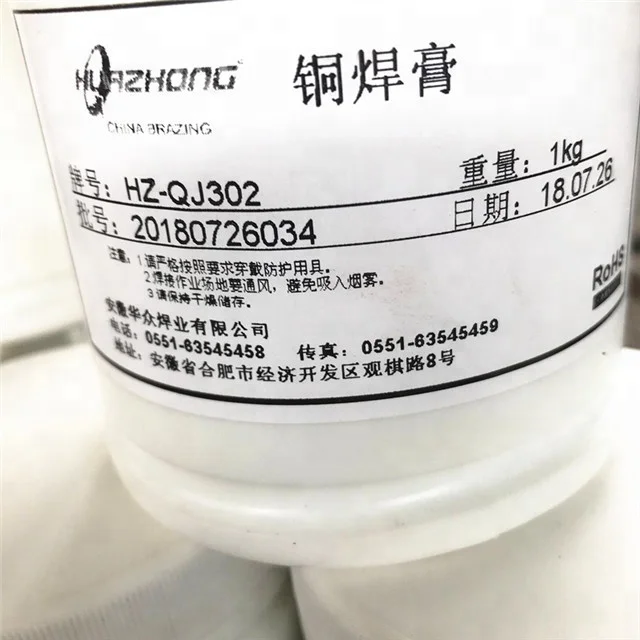 HUAZHONG
CHINA BRAZING
铜焊膏
牌号: HZ-QJ302
重量: 1kg
批号: 20180726034
日期: 18.07.26
注意: 1.请严格按照要求穿戴防护用具。
2.焊接作业场地要通风，避免吸入烟雾。
3.请保持干燥储存。
RoHS
安徽华众焊业有限公司
电话: 0551-63545458 传真: 0551-63545459
地址: 安徽省合肥市经济开发区观棋路8号